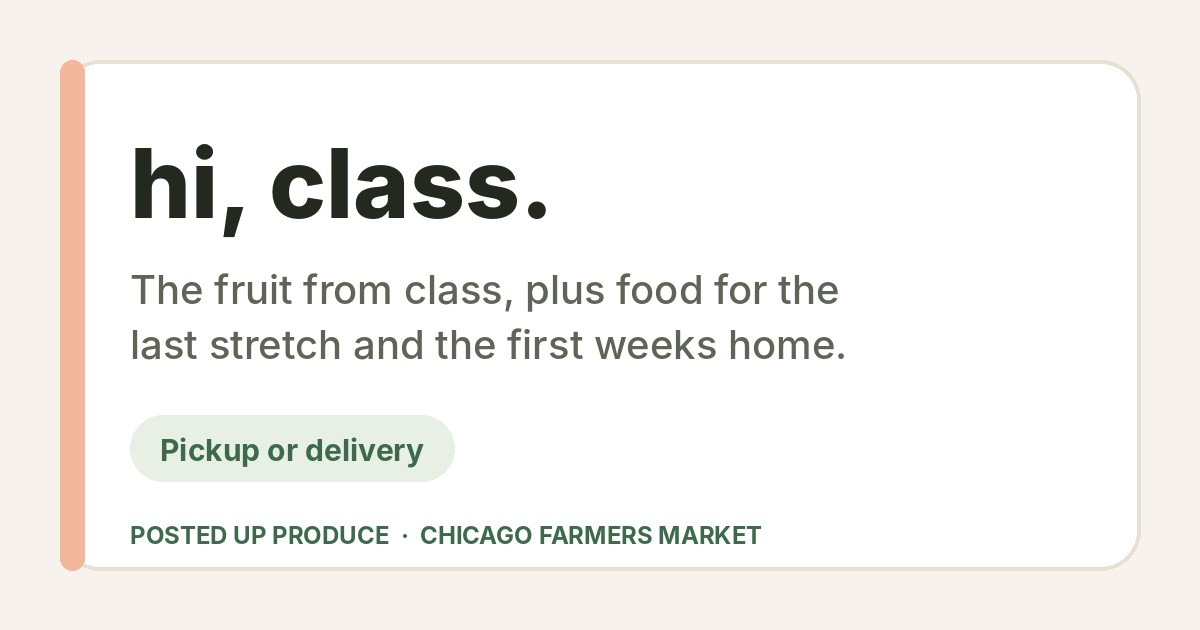 hi, class.
The fruit from class, plus food for the
last stretch and the first weeks home.
Pickup or delivery
POSTED UP PRODUCE · CHICAGO FARMERS MARKET